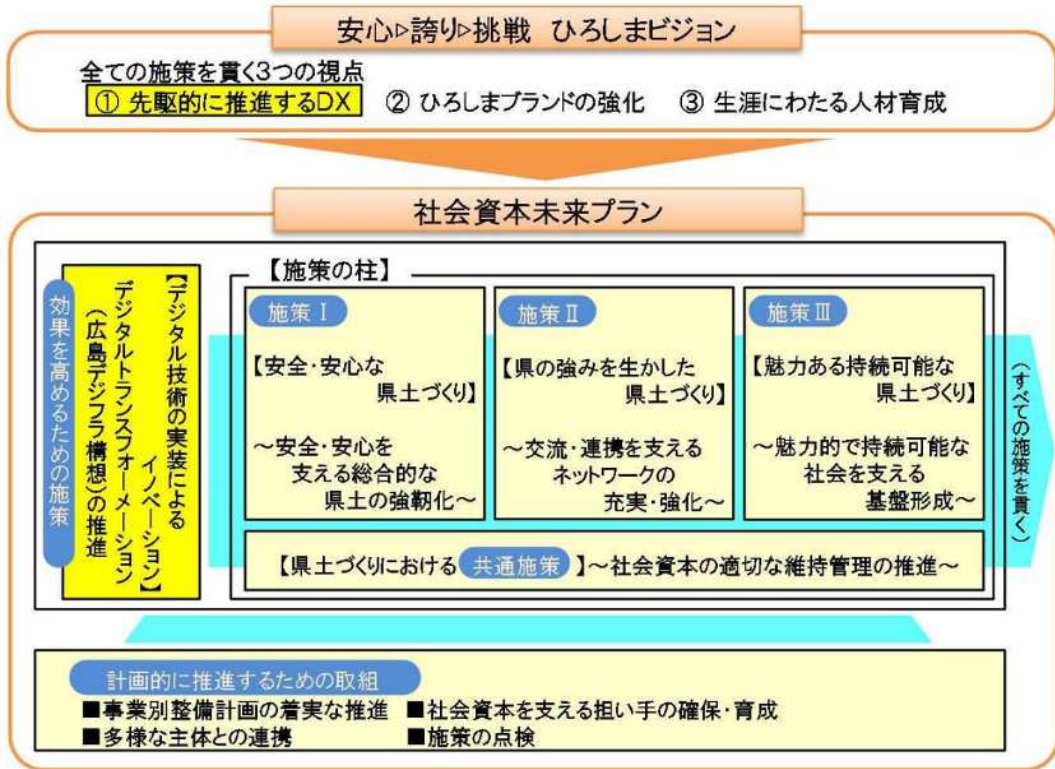 安心▷誇り▷挑戦 ひろしまビジョン
全ての施策を貫く3つの視点
① 先駆的に推進するDX ② ひろしまブランドの強化 ③ 生涯にわたる人材育成
社会資本未来プラン
効果を高めるための施策
【デジタル技術の実装による
イノベーション】
デジタルトランスフォーメーション
(広島デジフラ構想)の推進
【施策の柱】
施策Ⅰ
【安全・安心な
県土づくり】
～安全・安心を
支える総合的な
県土の強靭化～
施策Ⅱ
【県の強みを生かした
県土づくり】
～交流・連携を支える
ネットワークの
充実・強化～
施策Ⅲ
【魅力ある持続可能な
県土づくり】
～魅力的で持続可能な
社会を支える
基盤形成～
(すべての施策を貫く)
【県土づくりにおける 共通施策 】～社会資本の適切な維持管理の推進～
計画的に推進するための取組
■事業別整備計画の着実な推進 ■社会資本を支える担い手の確保・育成
■多様な主体との連携 ■施策の点検